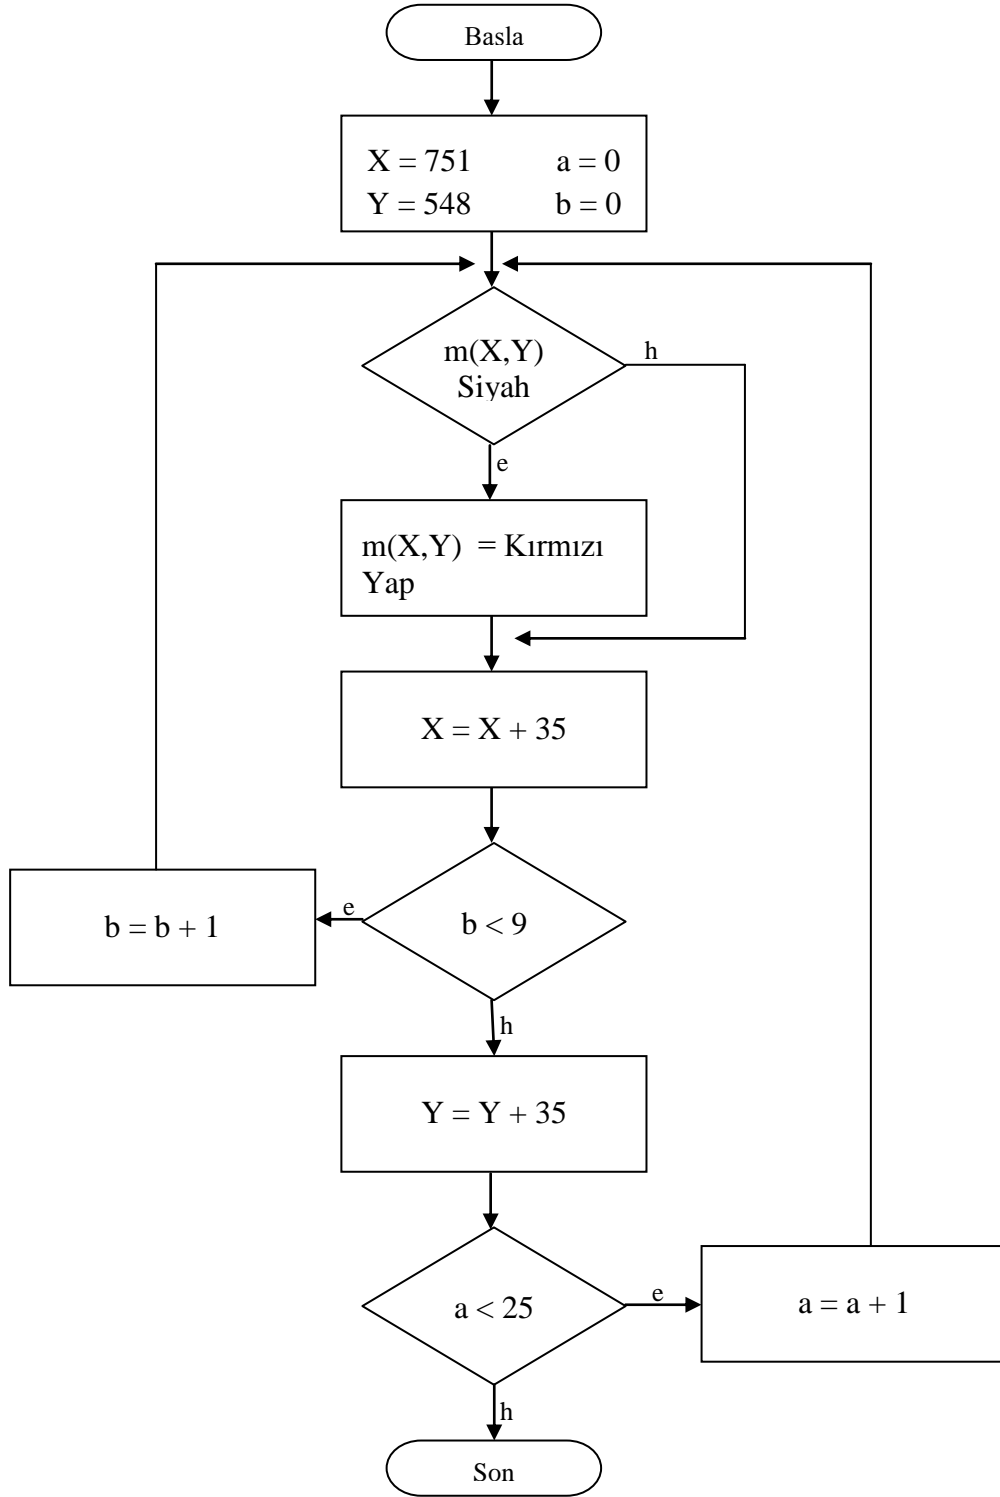 Basla
X = 751 a = 0
Y = 548 b = 0
m(X,Y)
Siyah
h
e
m(X,Y) = Kırmızı
Yap
X = X + 35
b < 9
e
b = b + 1
h
Y = Y + 35
a < 25
e
a = a + 1
h
Son